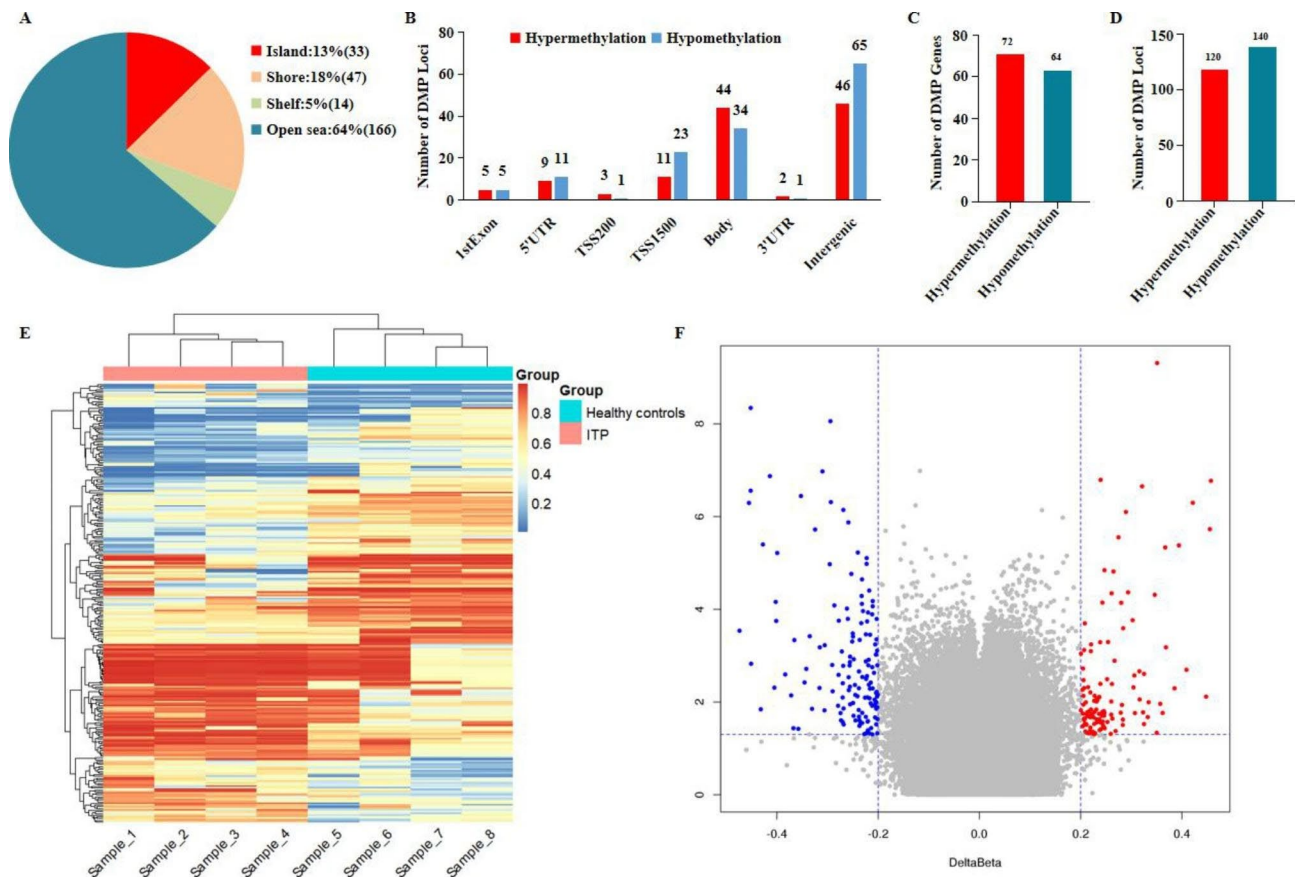 A
Island:13%(33)
Shore:18%(47)
Shelf:5%(14)
Open sea:64%(166)
B
Hypermethylation Hypomethylation
Number of DMP Loci
80
60
40
20
0
5 5
9 11
3 1
11 23
44 34
2 1
46 65
1stExon
5'UTR
TSS200
TSS1500
Body
3'UTR
Intergenic
C
Number of DMP Genes
80
60
40
20
0
72
64
Hypermethylation
Hypomethylation
D
Number of DMP Loci
150
100
50
0
120
140
Hypermethylation
Hypomethylation
E
Group
0.8
0.6
0.4
0.2
Group
Healthy controls
ITP
Sample_1
Sample_2
Sample_3
Sample_4
Sample_5
Sample_6
Sample_7
Sample_8
F
8
6
4
2
0
-0.4
-0.2
0.0
0.2
0.4
DeltaBeta